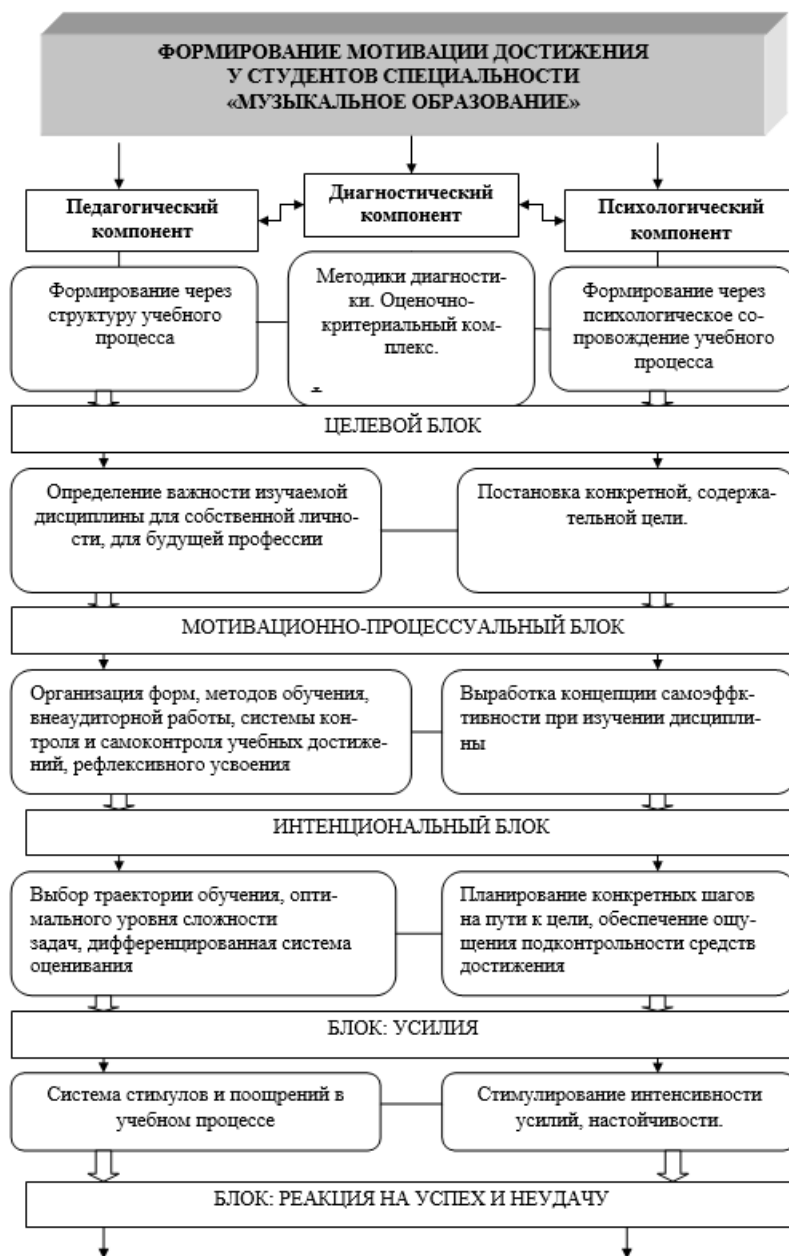 ФОРМИРОВАНИЕ МОТИВАЦИИ ДОСТИЖЕНИЯ
У СТУДЕНТОВ СПЕЦИАЛЬНОСТИ
«МУЗЫКАЛЬНОЕ ОБРАЗОВАНИЕ»
Педагогический
компонент
Диагностический
компонент
Психологический
компонент
Формирование через
структуру учебного
процесса
Методики диагности-
ки. Оценочно-
критериальный ком-
плекс.
Формирование через
психологическое со-
провождение учебного
процесса
ЦЕЛЕВОЙ БЛОК
Определение важности изучаемой
дисциплины для собственной лично-
сти, для будущей профессии
Постановка конкретной, содержа-
тельной цели.
МОТИВАЦИОННО-ПРОЦЕССУАЛЬНЫЙ БЛОК
Организация форм, методов обучения,
внеаудиторной работы, системы кон-
троля и самоконтроля учебных достиже-
ний, рефлексивного усвоения
Выработка концепции самоэффк-
тивности при изучении дисципли-
ны
ИНТЕНЦИОНАЛЬНЫЙ БЛОК
Выбор траектории обучения, опти-
мального уровня сложности
задач, дифференцированная система
оценивания
Планирование конкретных шагов
на пути к цели, обеспечение ощу-
щения подконтрольности средств
достижения
БЛОК: УСИЛИЯ
Система стимулов и поощрений в
учебном процессе
Стимулирование интенсивности
усилий, настойчивости.
БЛОК: РЕАКЦИЯ НА УСПЕХ И НЕУДАЧУ